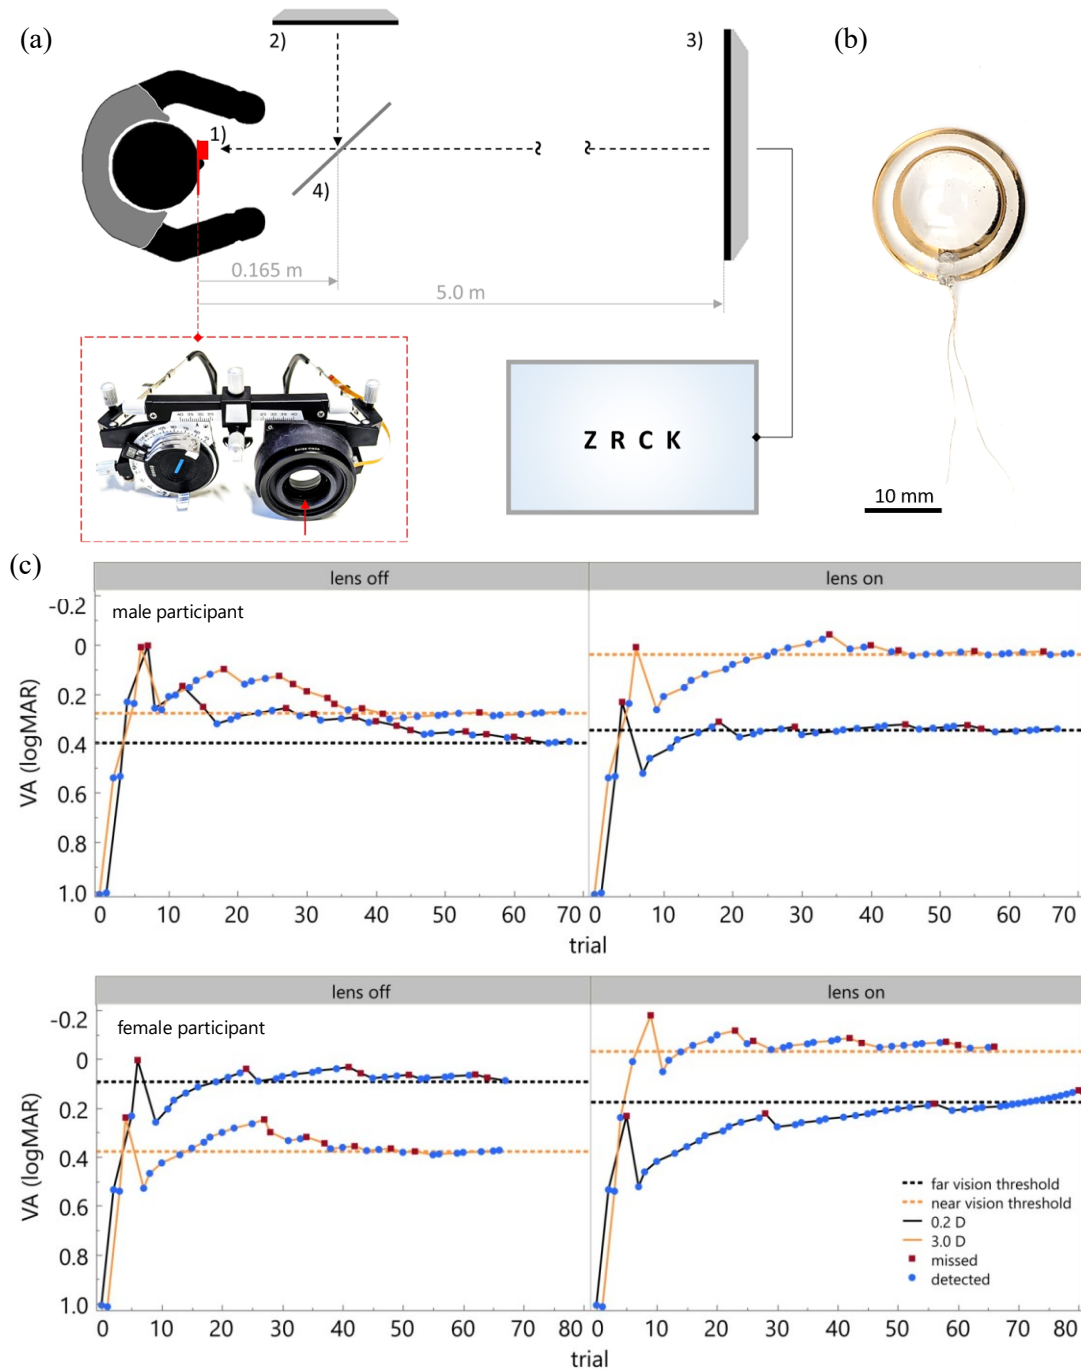 (a)
2)
3)
(b)
1)
4)
0.165 m
5.0 m
Z R C K
10 mm
(c)
lens off
lens on
male participant
VA (logMAR)
-0.2
0
0.2
0.4
0.6
0.8
1.0
0 10 20 30 40 50 60 70
0 10 20 30 40 50 60 70
trial
lens off
lens on
female participant
VA (logMAR)
-0.2
0
0.2
0.4
0.6
0.8
1.0
far vision threshold
near vision threshold
0.2 D
3.0 D
missed
detected
0 10 20 30 40 50 60 70 80
0 10 20 30 40 50 60 70 80
trial